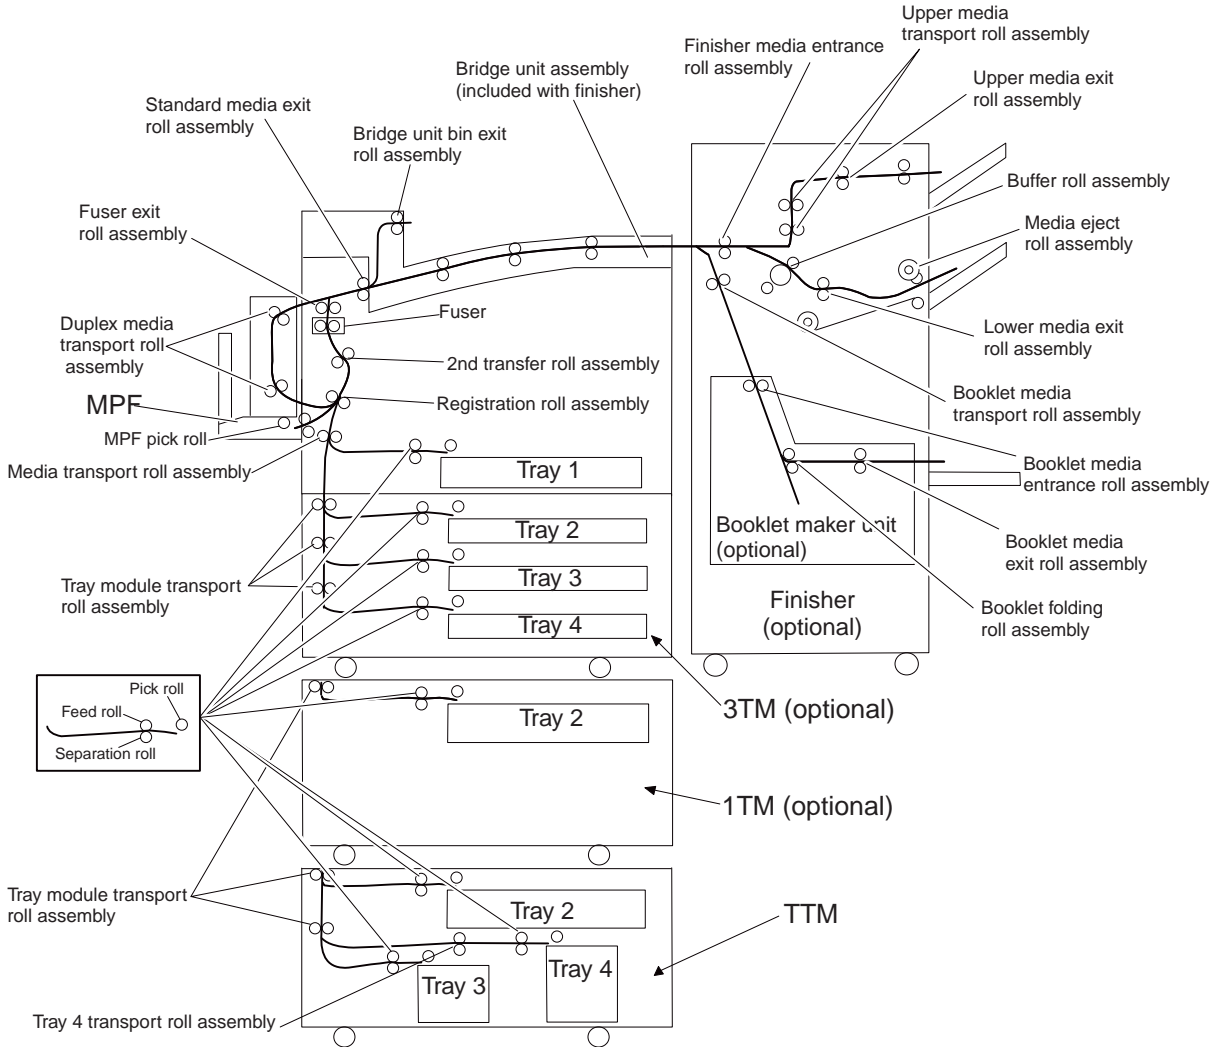 Upper media
transport roll assembly
Finisher media entrance
roll assembly
Bridge unit assembly
(included with finisher)
Upper media exit
roll assembly
Standard media exit
roll assembly
Bridge unit bin exit
roll assembly
Buffer roll assembly
Fuser exit
roll assembly
Media eject
roll assembly
Fuser
Duplex media
transport roll
assembly
Lower media exit
roll assembly
2nd transfer roll assembly
MPF
Registration roll assembly
Booklet media
transport roll assembly
MPF pick roll
Media transport roll assembly
Tray 1
Booklet media
entrance roll assembly
Tray 2
Booklet maker unit
(optional)
Booklet media
exit roll assembly
Tray 3
Tray module transport
roll assembly
Finisher
(optional)
Booklet folding
roll assembly
Tray 4
Pick roll
Feed roll
Separation roll
3TM (optional)
Tray 2
1TM (optional)
Tray module transport
roll assembly
Tray 2
TTM
Tray 4
Tray 3
Tray 4 transport roll assembly